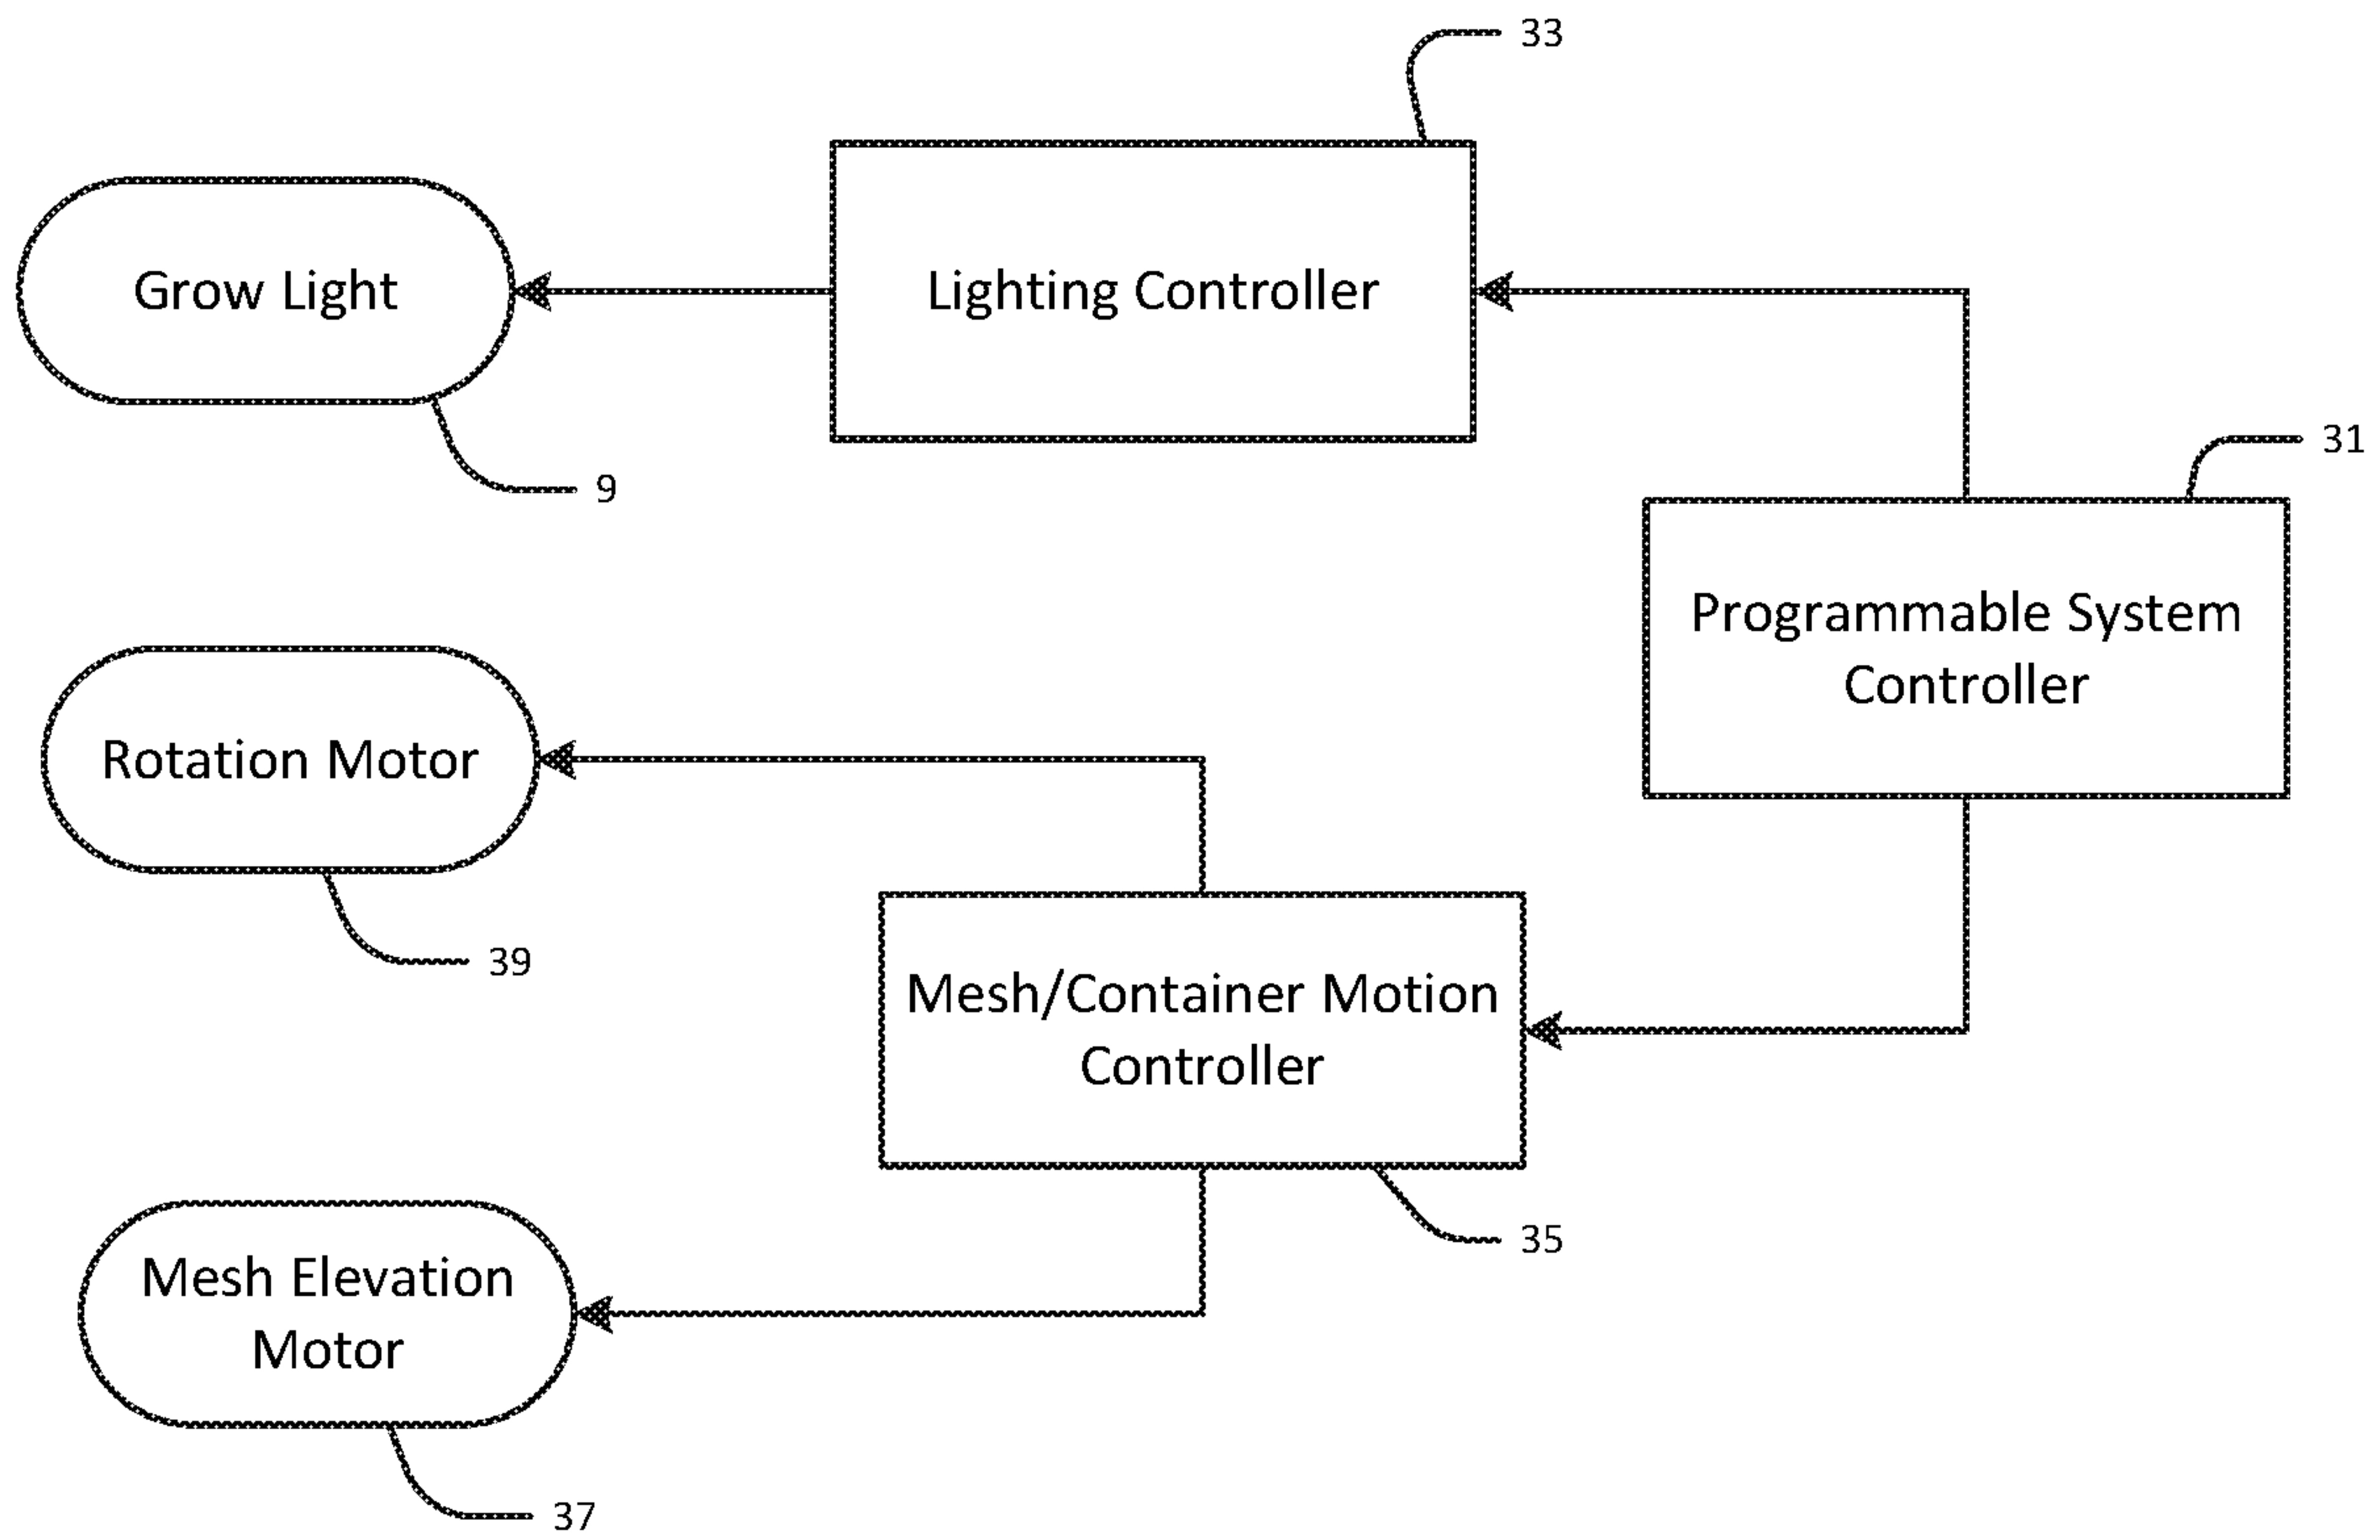 33
Grow Light
Lighting Controller
31
9
Programmable System
Controller
Rotation Motor
39
Mesh/Container Motion
Controller
35
Mesh Elevation
Motor
37